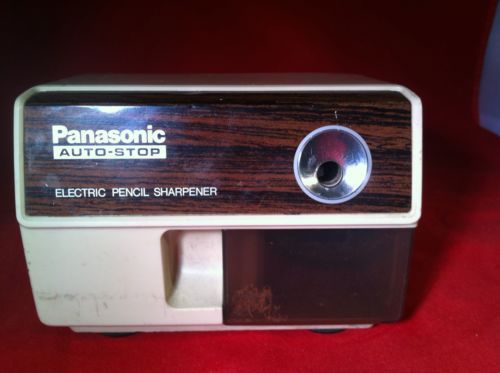 Panasonic
AUTO-STOP
ELECTRIC PENCIL SHARPENER